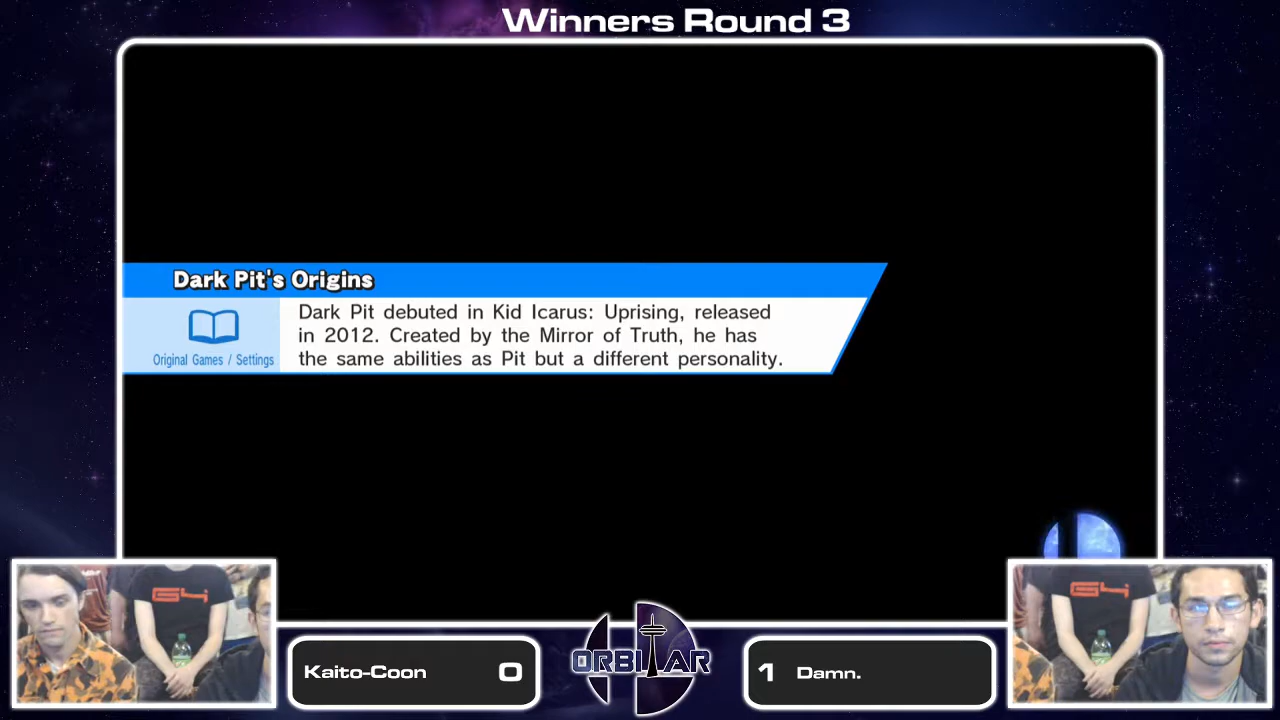 Winners Round 3
Dark Pit's Origins
Original Games / Settings
Dark Pit debuted in Kid Icarus: Uprising, released
in 2012. Created by the Mirror of Truth, he has
the same abilities as Pit but a different personality.
G4
G4
Kaito-Coon 0
ORBITAR
1 Damn.